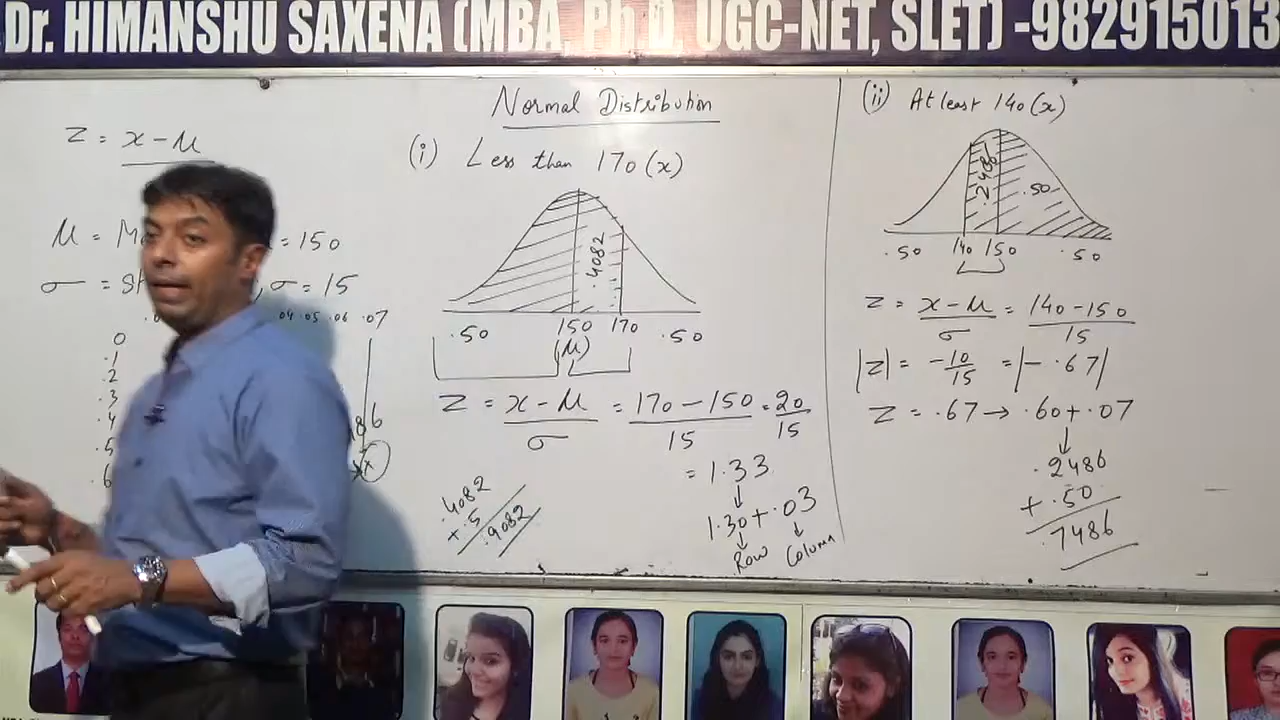 Dr. HIMANSHU SAXENA (MBA, Ph.D, UGC-NET, SLET) -982915013
Z = x - μ
μ = = 150
σ = , σ = 15
.04 .05 .06 .07
0
.1
.2
.3
.4
.5
.6
Normal Distribution
(i) Less than 170 (x)
.4082
.50 150 170 .50
(μ)
Z = x - μ / σ = 170 - 150 / 15 = 20 / 15
= 1.33
1.30 + .03
Row Column
.4082
+ .5
.9082
(ii) At least 140 (x)
.2486 .50
.50 140 150 .50
Z = x - μ / σ = 140 - 150 / 15
|Z| = -10 / 15 = |- .67|
Z = .67 → .60 + .07
.2486
+ .50
.7486